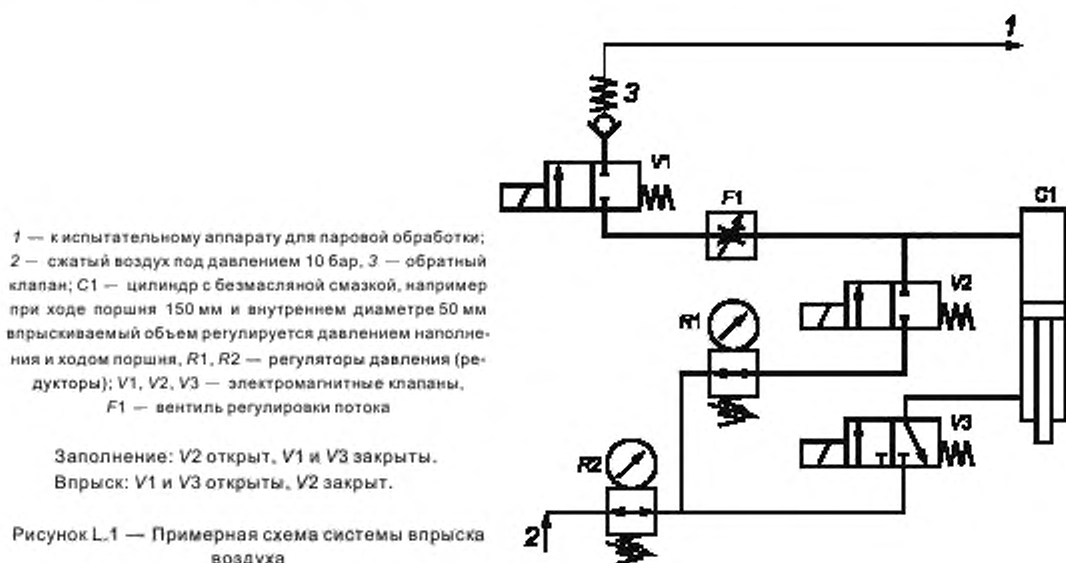 1
3
V1
F1
C1
1 — к испытательному аппарату для паровой обработки;
2 — сжатый воздух под давлением 10 бар, 3 — обратный
клапан; C1 — цилиндр с безмасляной смазкой, например
при ходе поршня 150 мм и внутреннем диаметре 50 мм
впрыскиваемый объем регулируется давлением наполне-
ния и ходом поршня, R1, R2 — регуляторы давления (ре-
дукторы); V1, V2, V3 — электромагнитные клапаны,
F1 — вентиль регулировки потока
V2
R1
V3
R2
2
Заполнение: V2 открыт, V1 и V3 закрыты.
Впрыск: V1 и V3 открыты, V2 закрыт.
Рисунок L.1 — Примерная схема системы впрыска
воздуха